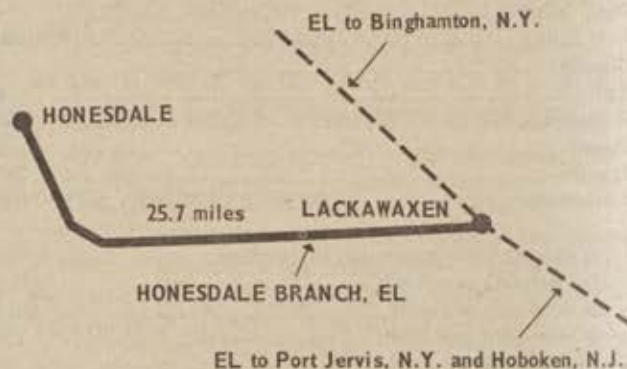 EL to Binghamton, N.Y.
HONESDALE
25.7 miles
LACKAWAXEN
HONESDALE BRANCH, EL
EL to Port Jervis, N.Y. and Hoboken, N.J.